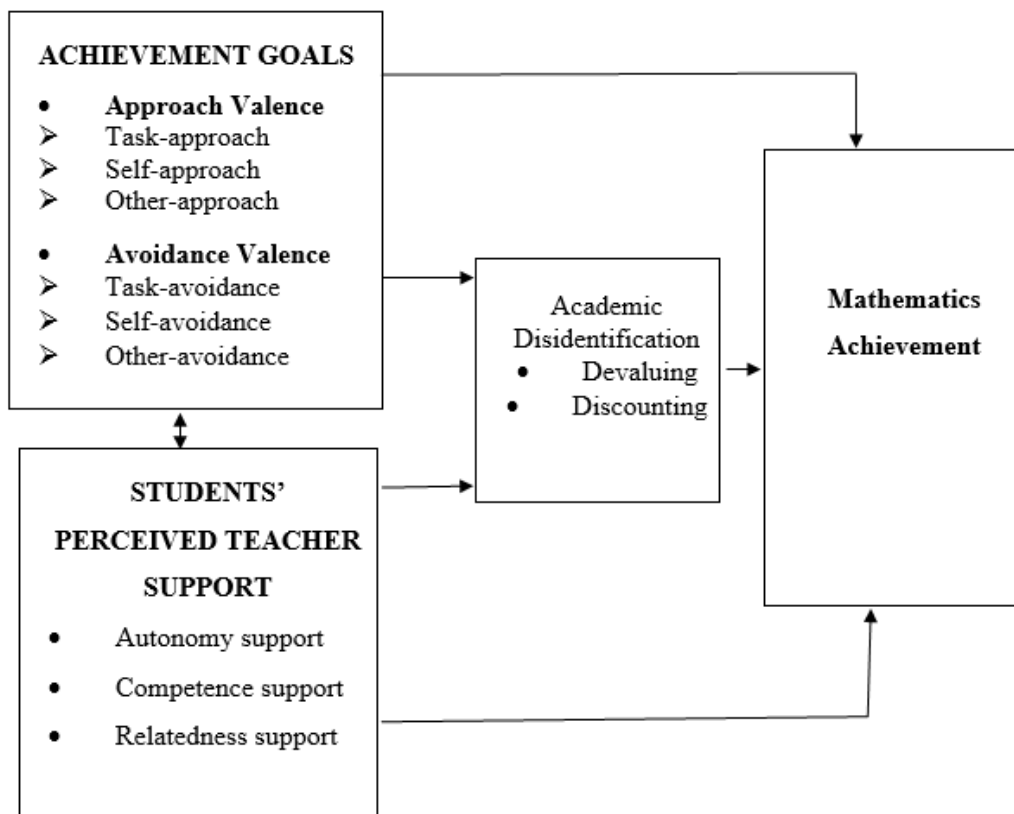 ACHIEVEMENT GOALS
• Approach Valence
➢ Task-approach
➢ Self-approach
➢ Other-approach
• Avoidance Valence
➢ Task-avoidance
➢ Self-avoidance
➢ Other-avoidance
STUDENTS’
PERCEIVED TEACHER
SUPPORT
• Autonomy support
• Competence support
• Relatedness support
Academic
Disidentification
• Devaluing
• Discounting
Mathematics
Achievement